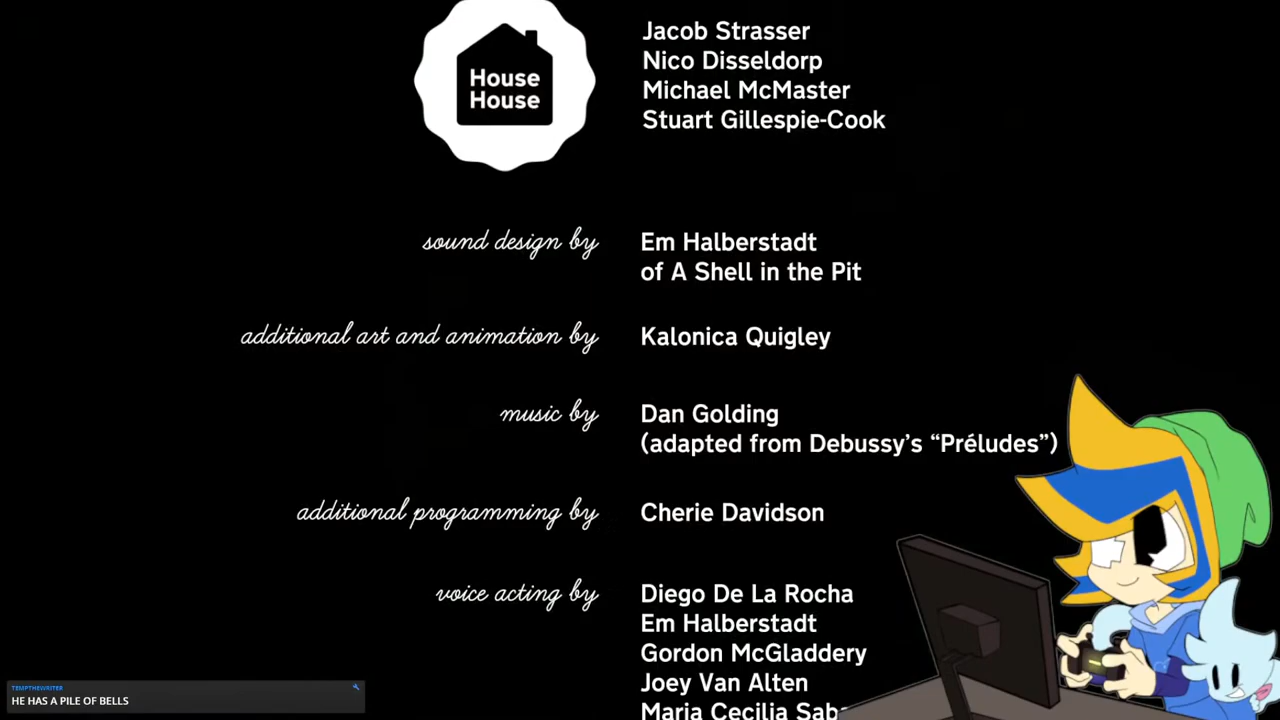 House
House
Jacob Strasser
Nico Disseldorp
Michael McMaster
Stuart Gillespie-Cook
sound design by
Em Halberstadt
of A Shell in the Pit
additional art and animation by
Kalonica Quigley
music by
Dan Golding
(adapted from Debussy's “Préludes”)
additional programming by
Cherie Davidson
voice acting by
Diego De La Rocha
Em Halberstadt
Gordon McGladdery
Joey Van Alten
Maria Cecilia
TEMPTHEWRITER
HE HAS A PILE OF BELLS